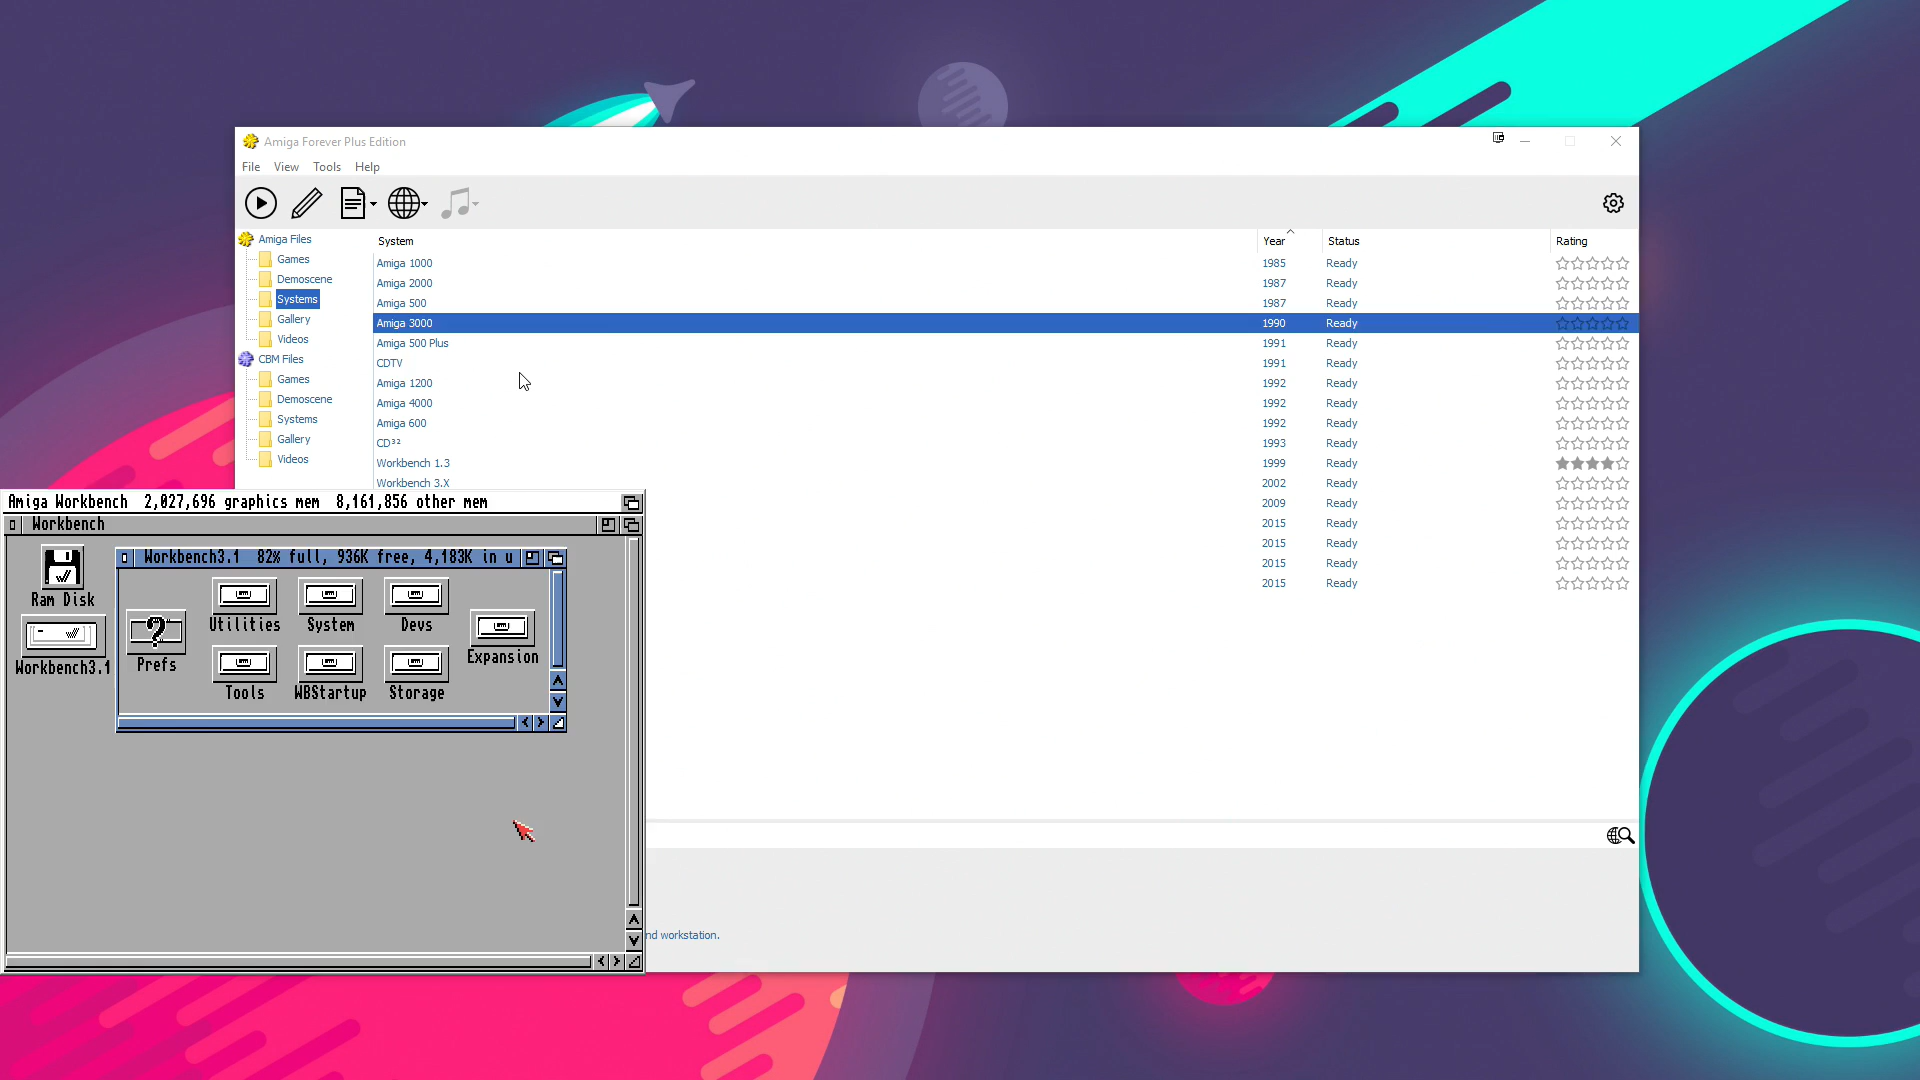 Amiga Forever Plus Edition
File View Tools Help
Amiga Files
Games
Demoscene
Systems
Gallery
Videos
CBM Files
Games
Demoscene
Systems
Gallery
Videos
System Year Status Rating
Amiga 1000 1985 Ready
Amiga 2000 1987 Ready
Amiga 500 1987 Ready
Amiga 3000 1990 Ready
Amiga 500 Plus 1991 Ready
CDTV 1991 Ready
Amiga 1200 1992 Ready
Amiga 4000 1992 Ready
Amiga 600 1992 Ready
CD³² 1993 Ready
Workbench 1.3 1999 Ready
Workbench 3.X 2002 Ready
2009 Ready
2015 Ready
2015 Ready
2015 Ready
2015 Ready
nd workstation.
Amiga Workbench 2,027,696 graphics mem 8,161,856 other mem
Workbench
Ram Disk
Workbench3.1
Workbench3.1 82% full, 936K free, 4,183K in u
Prefs
Utilities System Devs
Expansion
Tools WBStartup Storage